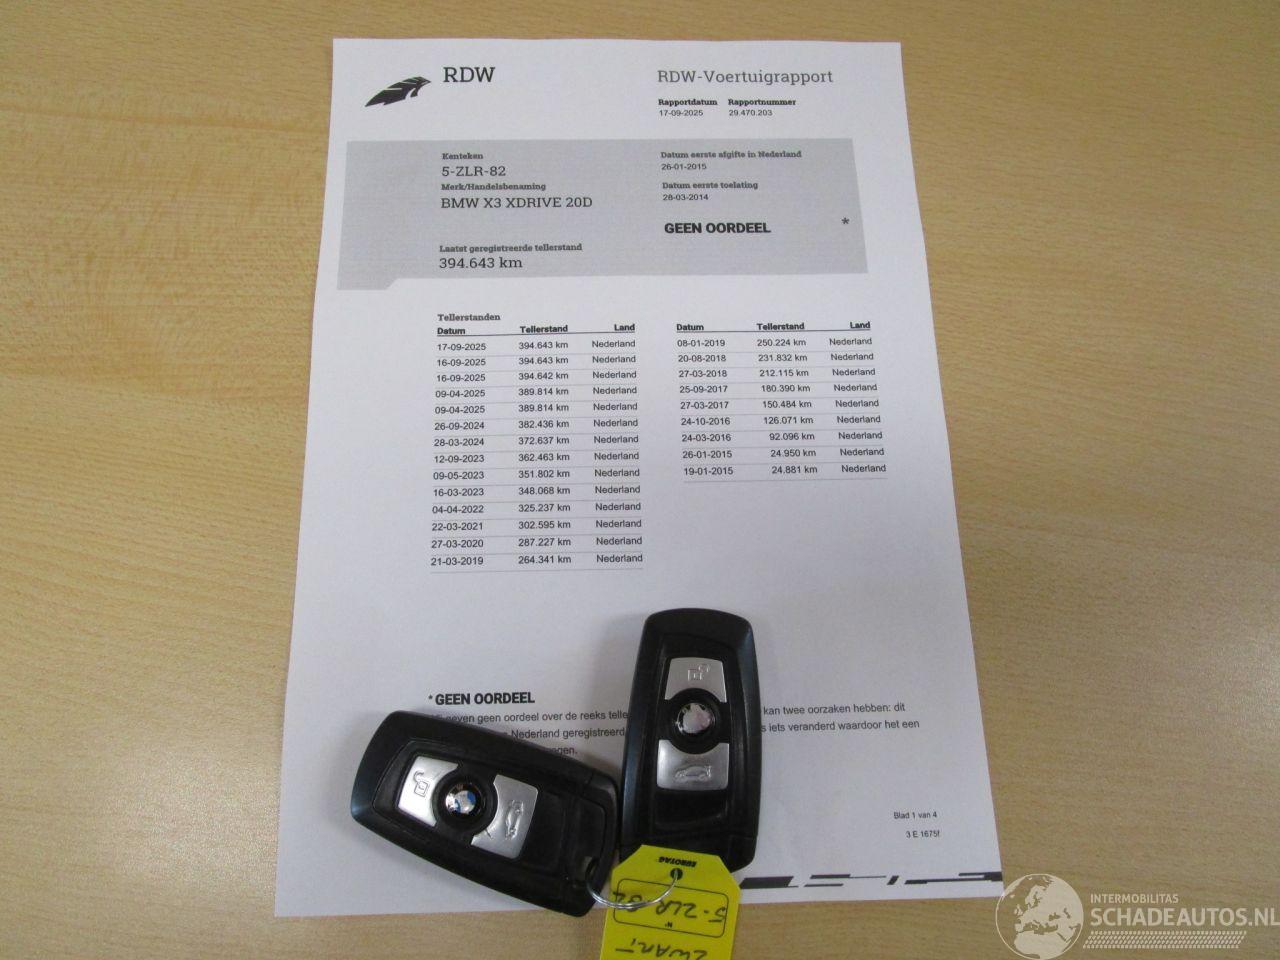 RDW
RDW-Voertuigrapport
Rapportdatum Rapportnummer
17-09-2025 29.470.203
Kenteken
5-ZLR-82
Merk/Handelsbenaming
BMW X3 XDRIVE 20D
Laatst geregistreerde tellerstand
394.643 km
Datum eerste afgifte in Nederland
26-01-2015
Datum eerste toelating
28-03-2014
GEEN OORDEEL *
Tellerstanden
Datum Tellerstand Land
17-09-2025 394.643 km Nederland
16-09-2025 394.643 km Nederland
16-09-2025 394.642 km Nederland
09-04-2025 389.814 km Nederland
09-04-2025 389.814 km Nederland
26-09-2024 382.436 km Nederland
28-03-2024 372.637 km Nederland
12-09-2023 362.463 km Nederland
09-05-2023 351.802 km Nederland
16-03-2023 348.068 km Nederland
04-04-2022 325.237 km Nederland
22-03-2021 302.595 km Nederland
27-03-2020 287.227 km Nederland
21-03-2019 264.341 km Nederland
Datum Tellerstand Land
08-01-2019 250.224 km Nederland
20-08-2018 231.832 km Nederland
27-03-2018 212.115 km Nederland
25-09-2017 180.390 km Nederland
27-03-2017 150.484 km Nederland
24-10-2016 126.071 km Nederland
24-03-2016 92.096 km Nederland
26-01-2015 24.950 km Nederland
19-01-2015 24.881 km Nederland
* GEEN OORDEEL
geven geen oordeel over de reeks kan twee oorzaken hebben: dit
Nederland geregistreerd iets veranderd waardoor het een
Blad 1 van 4
3 E 1675f
EUROTAG
5-ZLR-82
N°
ZWART
INTERMOBILITAS
SCHADEAUTOS.NL